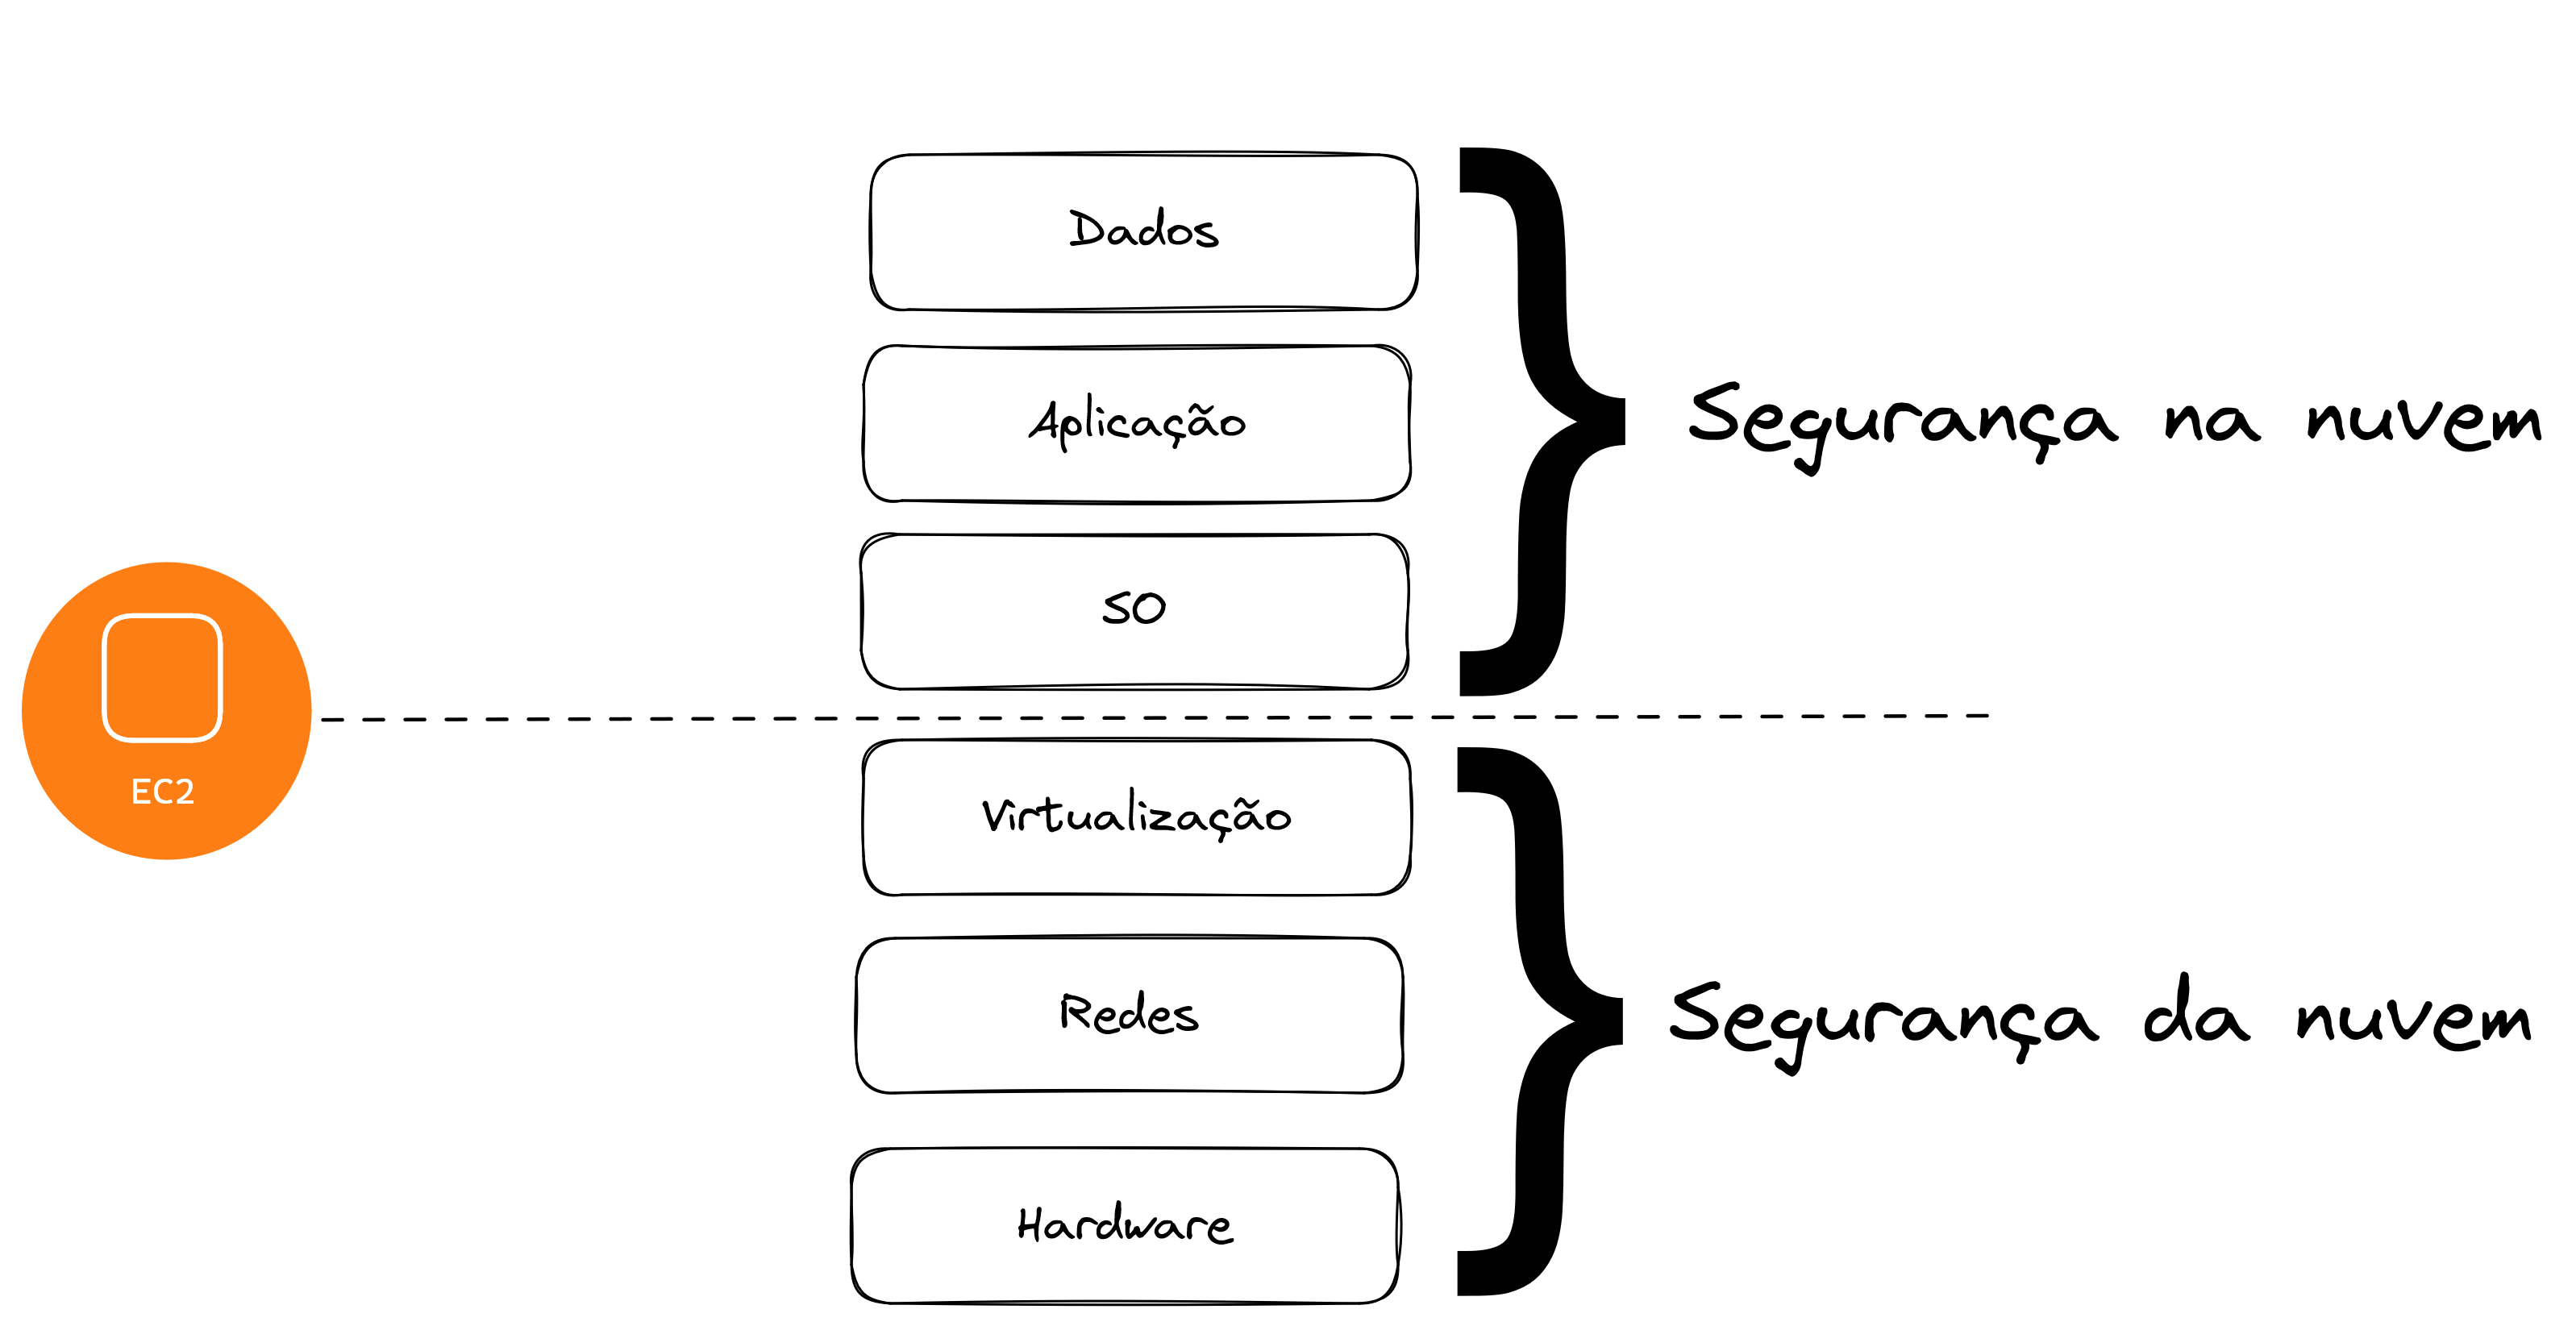 Dados
Aplicação
Segurança na nuvem
SO
EC2
Virtualização
Redes
Segurança da nuvem
Hardware